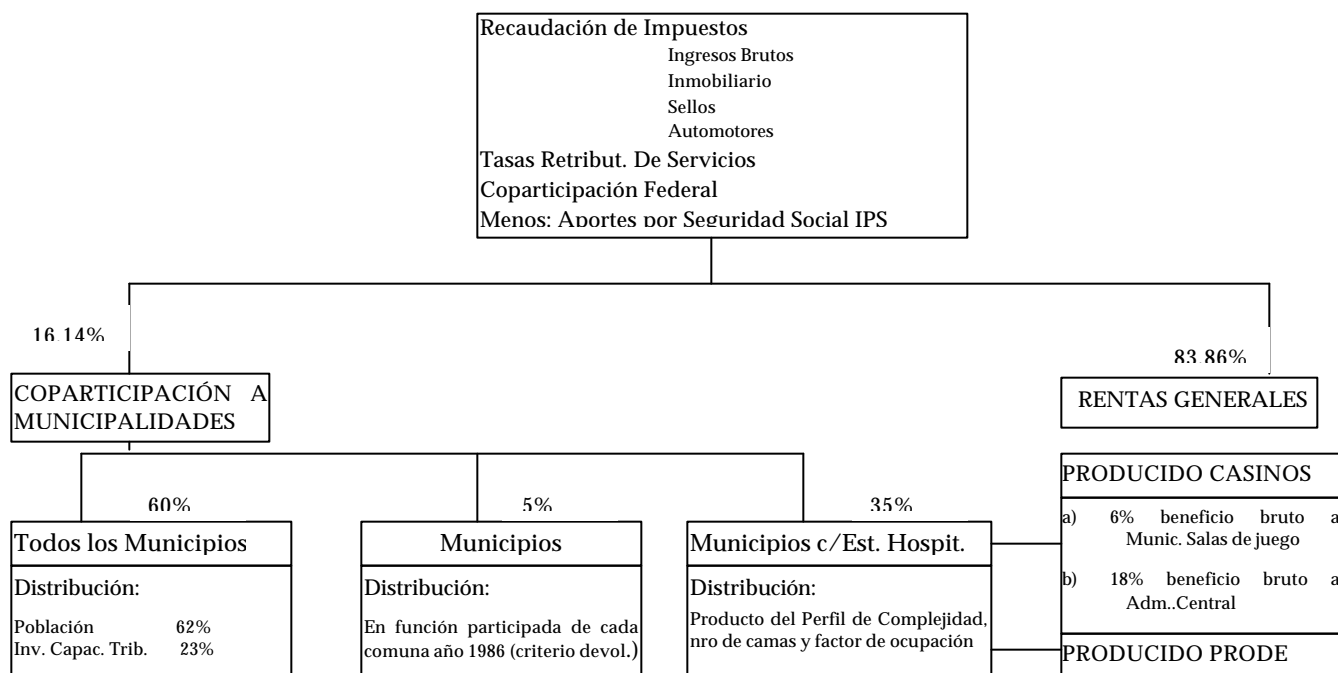 Recaudación de Impuestos
Ingresos Brutos
Inmobiliario
Sellos
Automotores
Tasas Retribut. De Servicios
Coparticipación Federal
Menos: Aportes por Seguridad Social IPS
16.14%
83.86%
COPARTICIPACIÓN A
MUNICIPALIDADES
RENTAS GENERALES
60%
5%
35%
Todos los Municipios
Distribución:
Población 62%
Inv. Capac. Trib. 23%
Municipios
Distribución:
En función participada de cada
comuna año 1986 (criterio devol.)
Municipios c/Est. Hospit.
Distribución:
Producto del Perfil de Complejidad,
nro de camas y factor de ocupación
PRODUCIDO CASINOS
a) 6% beneficio bruto a
Munic. Salas de juego
b) 18% beneficio bruto a
Adm..Central
PRODUCIDO PRODE